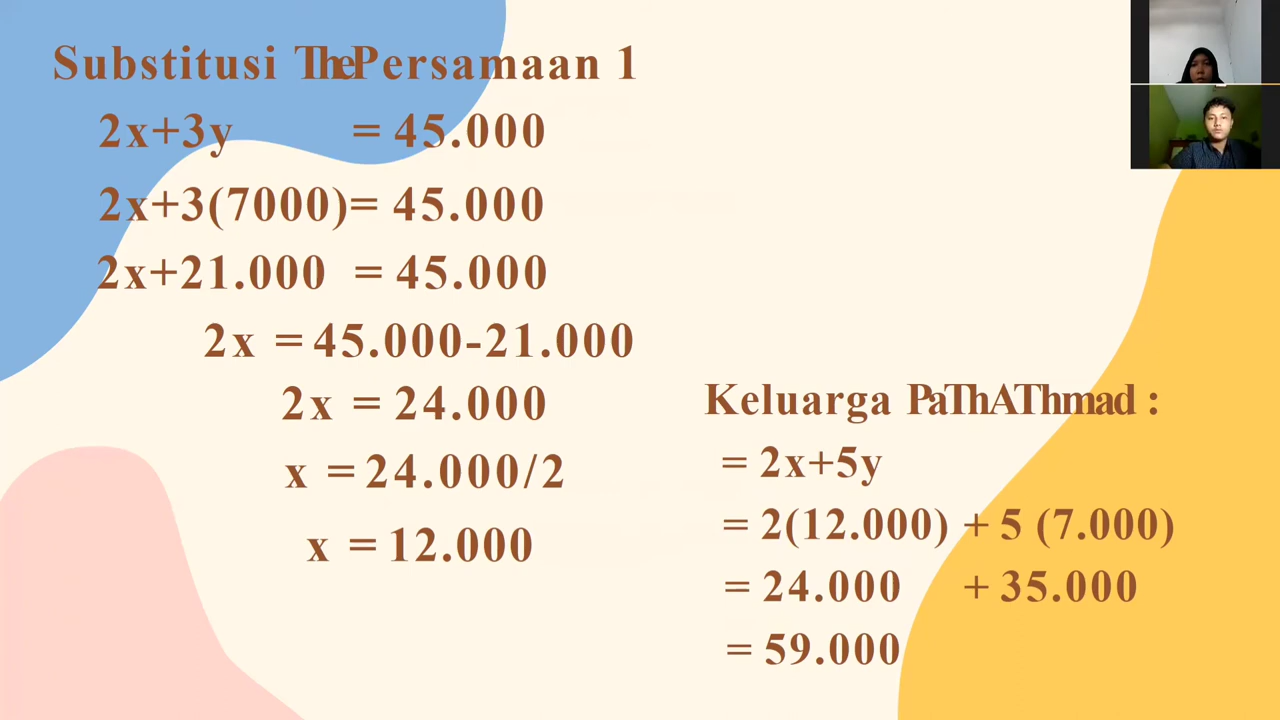 Substitusi ThePersamaan 1
2x+3y = 45.000
2x+3(7000)= 45.000
2x+21.000 = 45.000
2x = 45.000-21.000
2x = 24.000
x = 24.000/2
x = 12.000
Keluarga PaThAThmad :
= 2x+5y
= 2(12.000) + 5 (7.000)
= 24.000 + 35.000
= 59.000